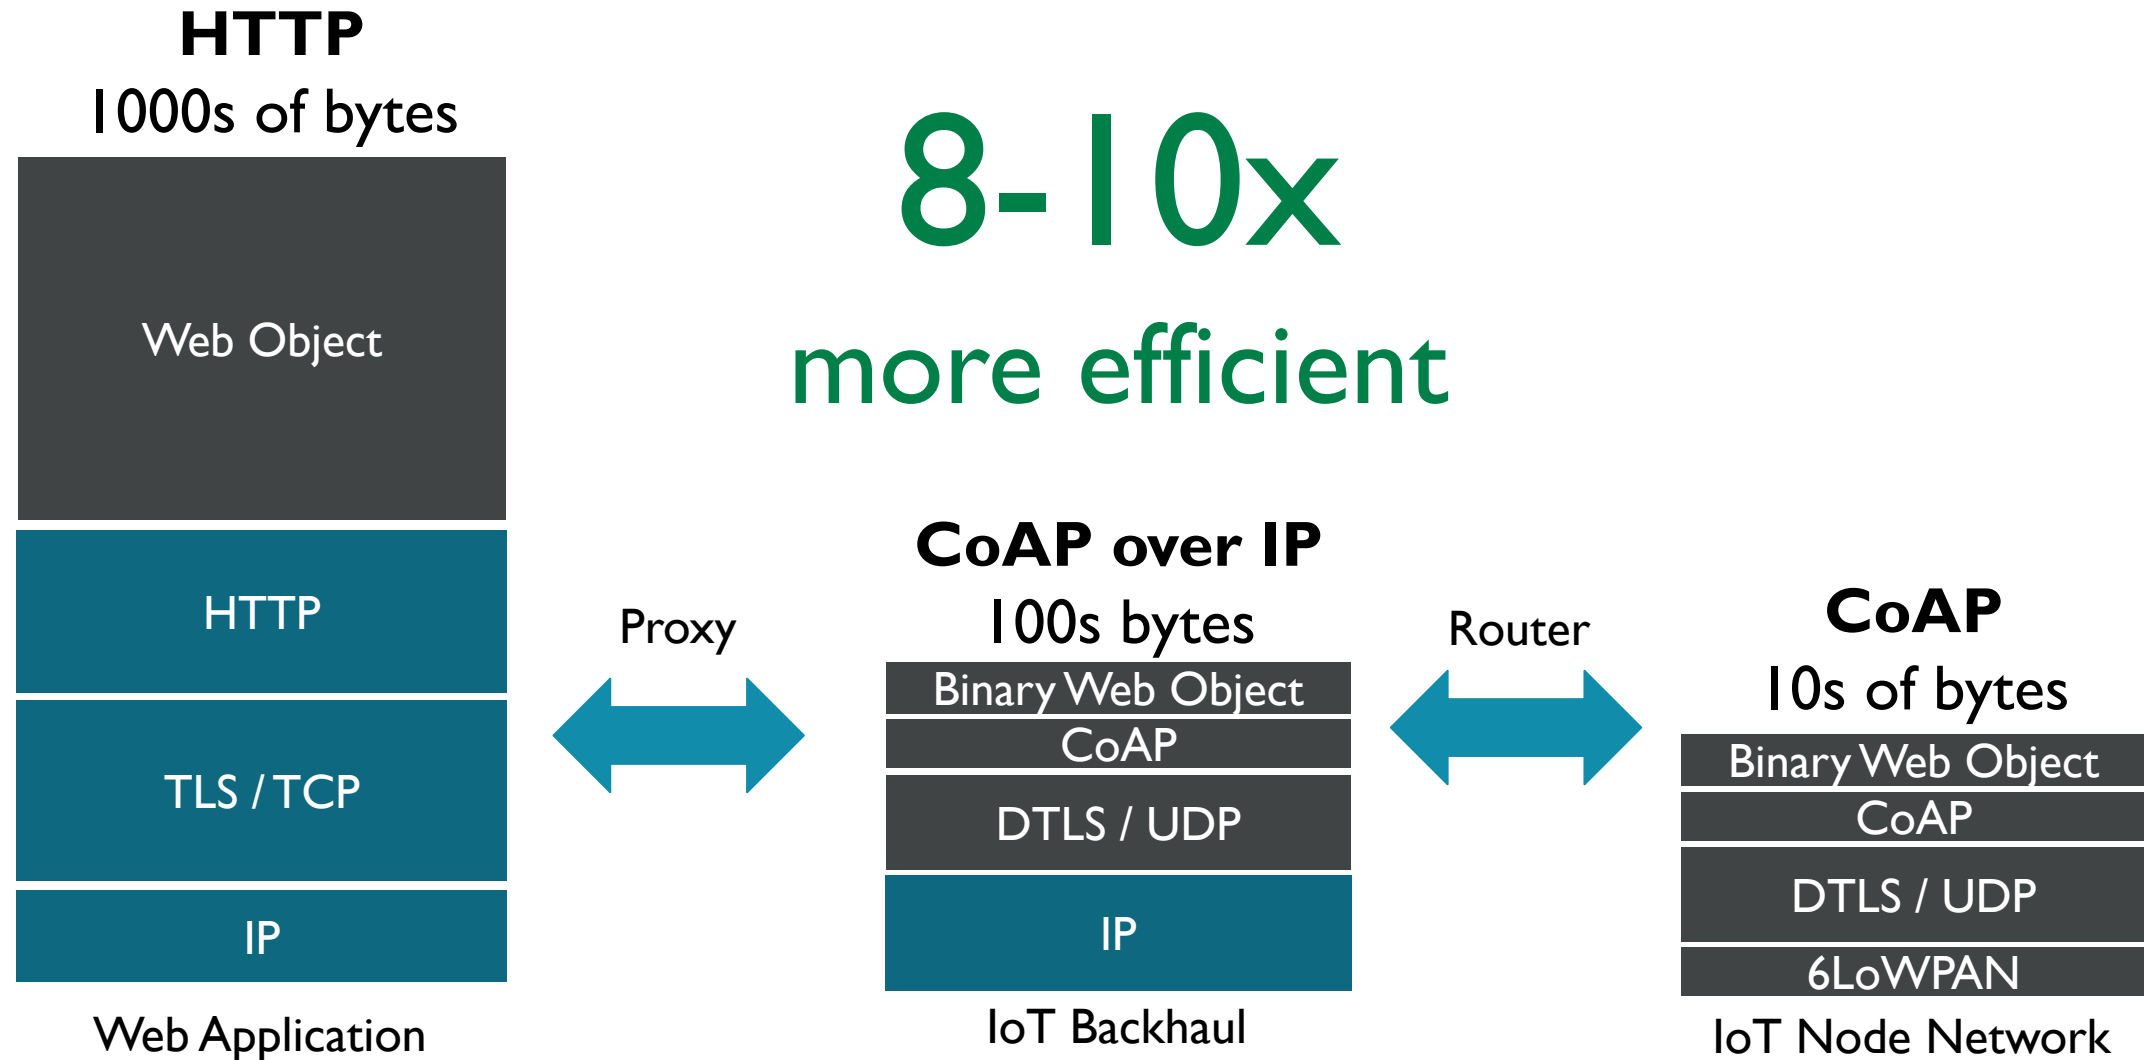 HTTP
1000s of bytes
Web Object
HTTP
TLS / TCP
IP
Web Application
8-10x
more efficient
Proxy
CoAP over IP
100s bytes
Binary Web Object
CoAP
DTLS / UDP
IP
IoT Backhaul
Router
CoAP
10s of bytes
Binary Web Object
CoAP
DTLS / UDP
6LoWPAN
IoT Node Network